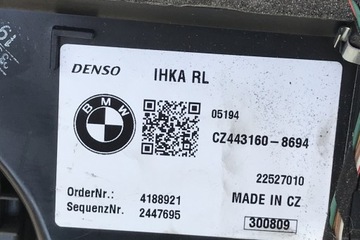 DENSO IHKA RL
BMW
05194
CZ443160-8694
22527010
OrderNr.: 4188921 MADE IN CZ
SequenzNr. 2447695 300809